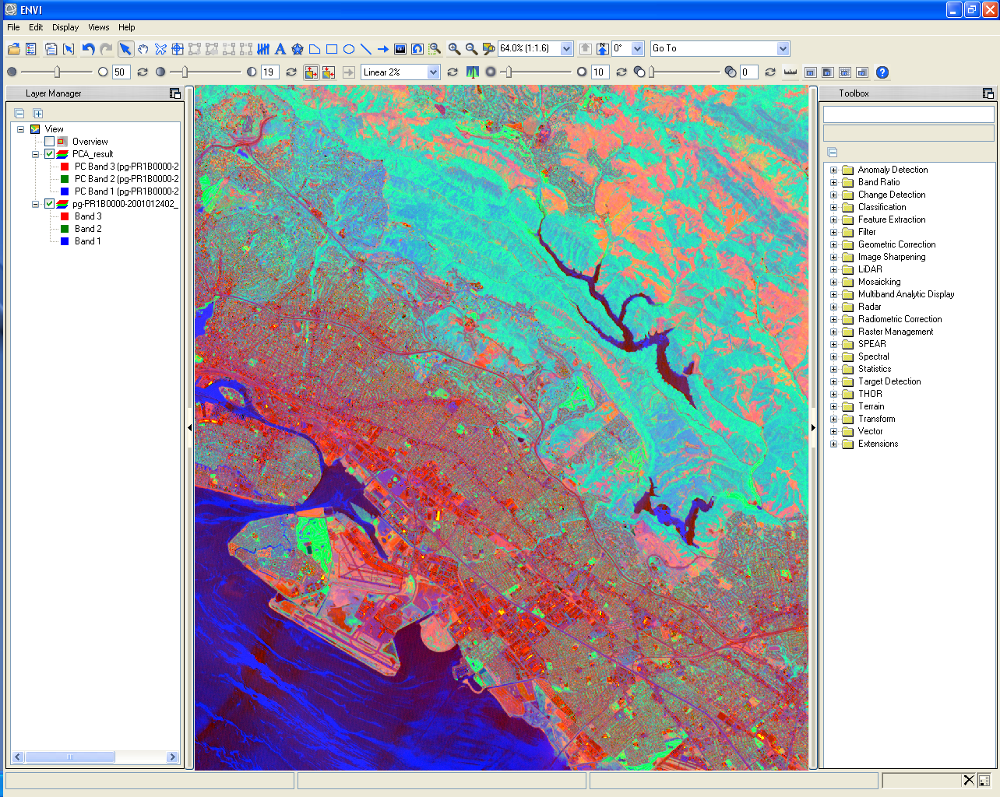 ENVI
File Edit Display Views Help
64.0% (1:1.6) N 0° Go To
50 19 Linear 2% 10 0 ?
Layer Manager
View
Overview
PCA_result
PC Band 3 (pg-PR1B0000-2
PC Band 2 (pg-PR1B0000-2
PC Band 1 (pg-PR1B0000-2
pg-PR1B0000-2001012402_
Band 3
Band 2
Band 1
Toolbox
Anomaly Detection
Band Ratio
Change Detection
Classification
Feature Extraction
Filter
Geometric Correction
Image Sharpening
LiDAR
Mosaicking
Multiband Analytic Display
Radar
Radiometric Correction
Raster Management
SPEAR
Spectral
Statistics
Target Detection
THOR
Terrain
Transform
Vector
Extensions